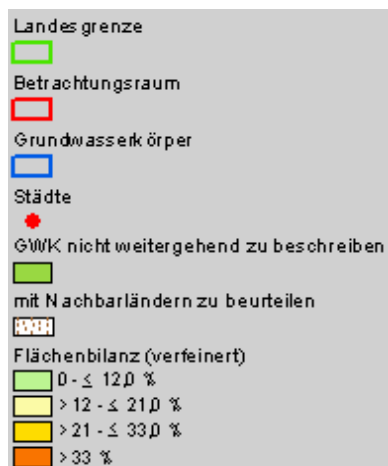 Landesgrenze
Betrachtungsraum
Grundwasserkörper
Städte
GWK nicht weitergehend zu beschreiben
mit Nachbarländern zu beurteilen
Flächenbilanz (verfeinert)
0 - ≤ 12,0 %
> 12 - ≤ 21,0 %
> 21 - ≤ 33,0 %
> 33 %